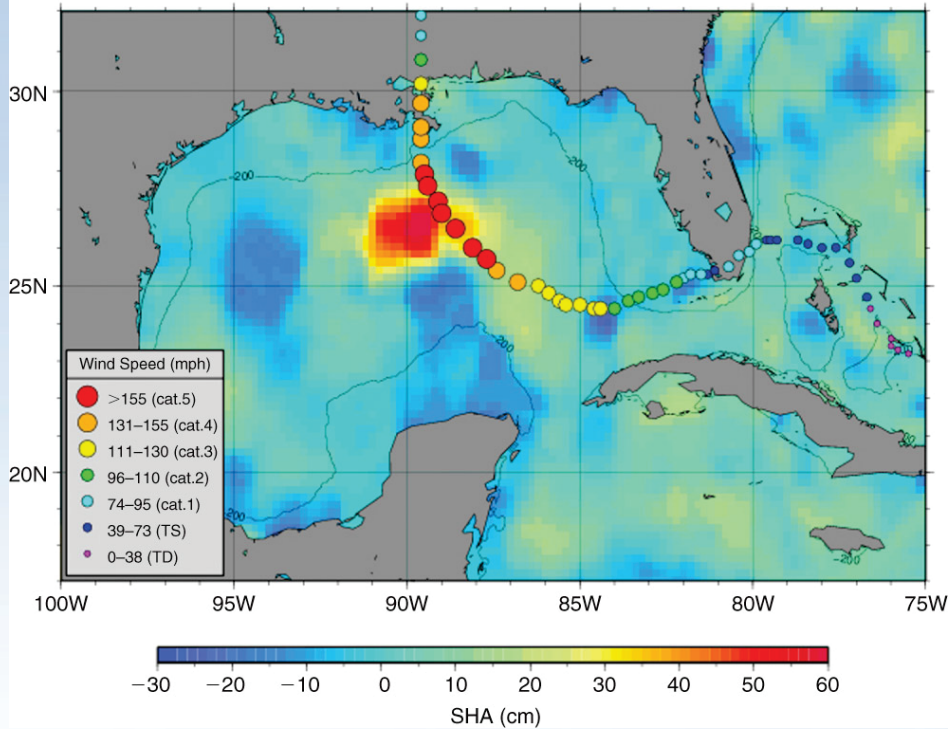 30N
25N
20N
200
200
200
200
200
Wind Speed (mph)
>155 (cat.5)
131–155 (cat.4)
111–130 (cat.3)
96–110 (cat.2)
74–95 (cat.1)
39–73 (TS)
0–38 (TD)
100W 95W 90W 85W 80W 75W
−30 −20 −10 0 10 20 30 40 50 60
SHA (cm)